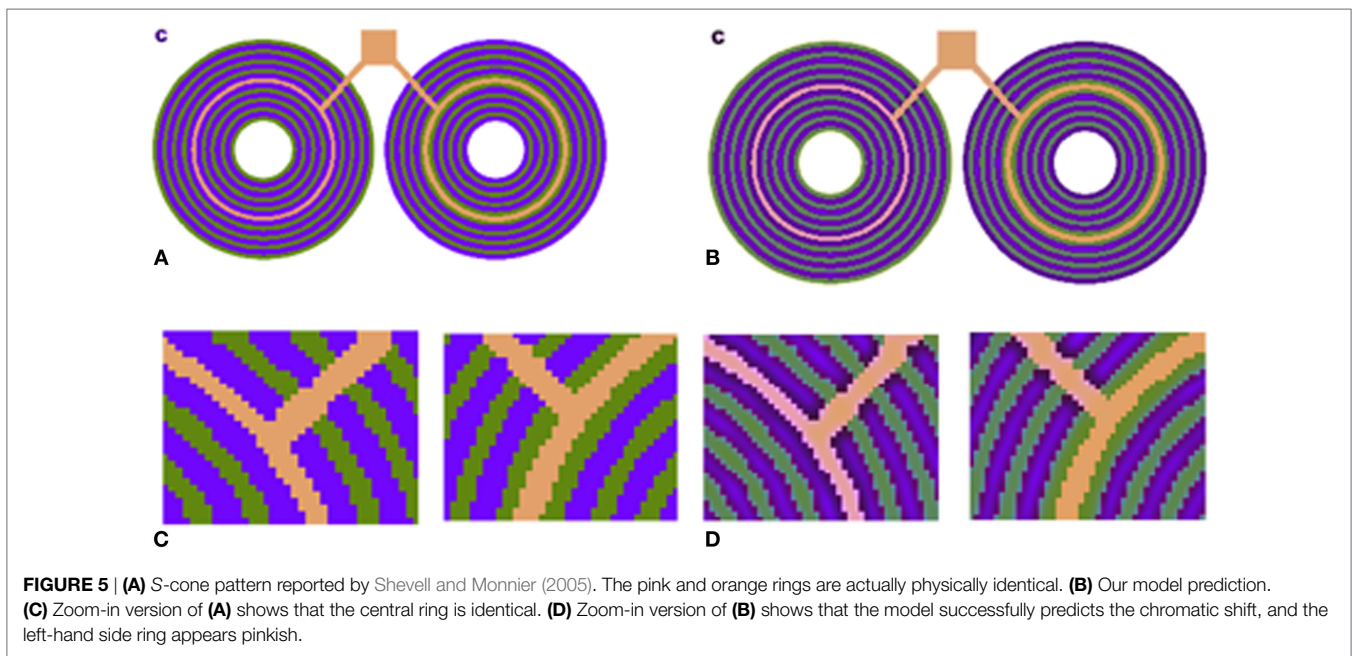 c
c
A
B
C
D
FIGURE 5 | (A) S-cone pattern reported by Shevell and Monnier (2005). The pink and orange rings are actually physically identical. (B) Our model prediction.
(C) Zoom-in version of (A) shows that the central ring is identical. (D) Zoom-in version of (B) shows that the model successfully predicts the chromatic shift, and the
left-hand side ring appears pinkish.